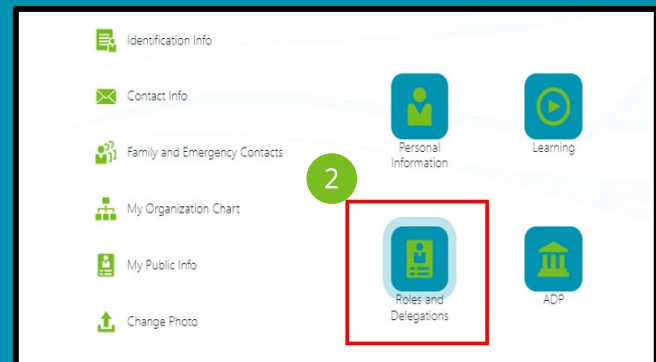 Identification Info
Contact Info
Family and Emergency Contacts
My Organization Chart
My Public Info
Change Photo
Personal
Information
Learning
2
Roles and
Delegations
ADP